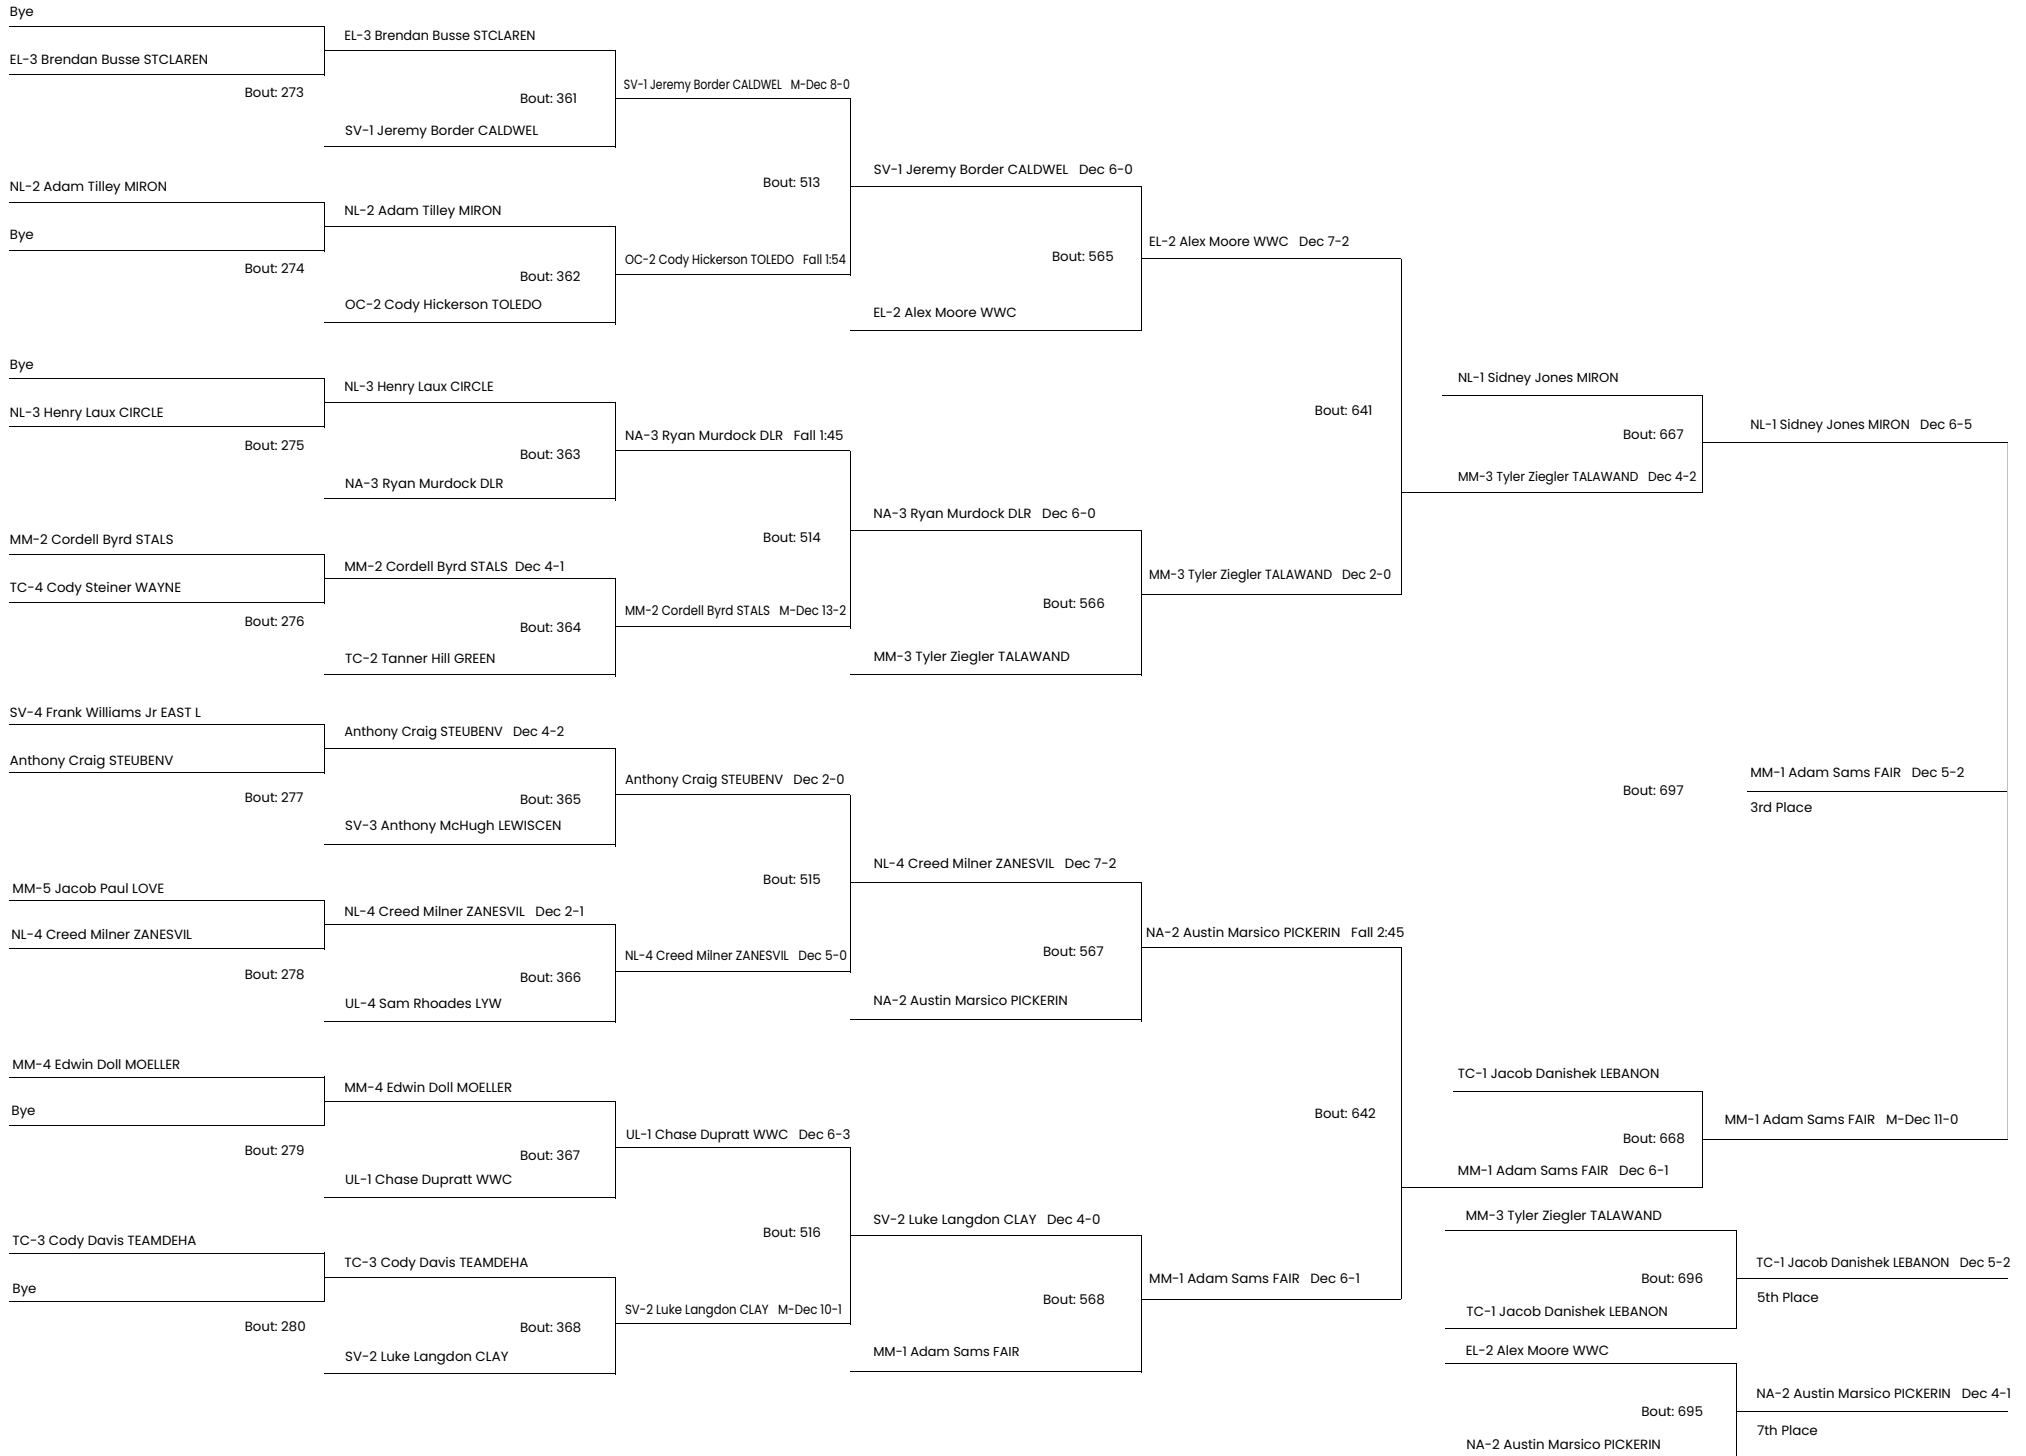 Bye
EL-3 Brendan Busse STCLAREN
Bout: 273
NL-2 Adam Tilley MIRON
Bye
Bout: 274
Bye
NL-3 Henry Laux CIRCLE
Bout: 275
MM-2 Cordell Byrd STALS
TC-4 Cody Steiner WAYNE
Bout: 276
SV-4 Frank Williams Jr EAST L
Anthony Craig STEUBENV
Bout: 277
MM-5 Jacob Paul LOVE
NL-4 Creed Milner ZANESVIL
Bout: 278
MM-4 Edwin Doll MOELLER
Bye
Bout: 279
TC-3 Cody Davis TEAMDEHA
Bye
Bout: 280
EL-3 Brendan Busse STCLAREN
Bout: 361
SV-1 Jeremy Border CALDWEL
NL-2 Adam Tilley MIRON
Bout: 362
OC-2 Cody Hickerson TOLEDO
NL-3 Henry Laux CIRCLE
Bout: 363
NA-3 Ryan Murdock DLR
MM-2 Cordell Byrd STALS Dec 4-1
Bout: 364
TC-2 Tanner Hill GREEN
Anthony Craig STEUBENV Dec 4-2
Bout: 365
SV-3 Anthony McHugh LEWISCEN
NL-4 Creed Milner ZANESVIL Dec 2-1
Bout: 366
UL-4 Sam Rhoades LYW
MM-4 Edwin Doll MOELLER
Bout: 367
UL-1 Chase Dupratt WWC
TC-3 Cody Davis TEAMDEHA
Bout: 368
SV-2 Luke Langdon CLAY
SV-1 Jeremy Border CALDWEL M-Dec 8-0
Bout: 513
OC-2 Cody Hickerson TOLEDO Fall 1:54
NA-3 Ryan Murdock DLR Fall 1:45
Bout: 514
MM-2 Cordell Byrd STALS M-Dec 13-2
Anthony Craig STEUBENV Dec 2-0
Bout: 515
NL-4 Creed Milner ZANESVIL Dec 5-0
UL-1 Chase Dupratt WWC Dec 6-3
Bout: 516
SV-2 Luke Langdon CLAY M-Dec 10-1
SV-1 Jeremy Border CALDWEL Dec 6-0
Bout: 565
EL-2 Alex Moore WWC
NA-3 Ryan Murdock DLR Dec 6-0
Bout: 566
MM-3 Tyler Ziegler TALAWAND
NL-4 Creed Milner ZANESVIL Dec 7-2
Bout: 567
NA-2 Austin Marsico PICKERIN
SV-2 Luke Langdon CLAY Dec 4-0
Bout: 568
MM-1 Adam Sams FAIR
EL-2 Alex Moore WWC Dec 7-2
Bout: 641
MM-3 Tyler Ziegler TALAWAND Dec 2-0
NA-2 Austin Marsico PICKERIN Fall 2:45
Bout: 642
MM-1 Adam Sams FAIR Dec 6-1
NL-1 Sidney Jones MIRON
Bout: 667
MM-3 Tyler Ziegler TALAWAND Dec 4-2
TC-1 Jacob Danishek LEBANON
Bout: 668
MM-1 Adam Sams FAIR Dec 6-1
NL-1 Sidney Jones MIRON Dec 6-5
Bout: 697
MM-1 Adam Sams FAIR Dec 5-2
3rd Place
MM-1 Adam Sams FAIR M-Dec 11-0
MM-3 Tyler Ziegler TALAWAND
Bout: 696
TC-1 Jacob Danishek LEBANON
TC-1 Jacob Danishek LEBANON Dec 5-2
5th Place
EL-2 Alex Moore WWC
Bout: 695
NA-2 Austin Marsico PICKERIN
NA-2 Austin Marsico PICKERIN Dec 4-1
7th Place